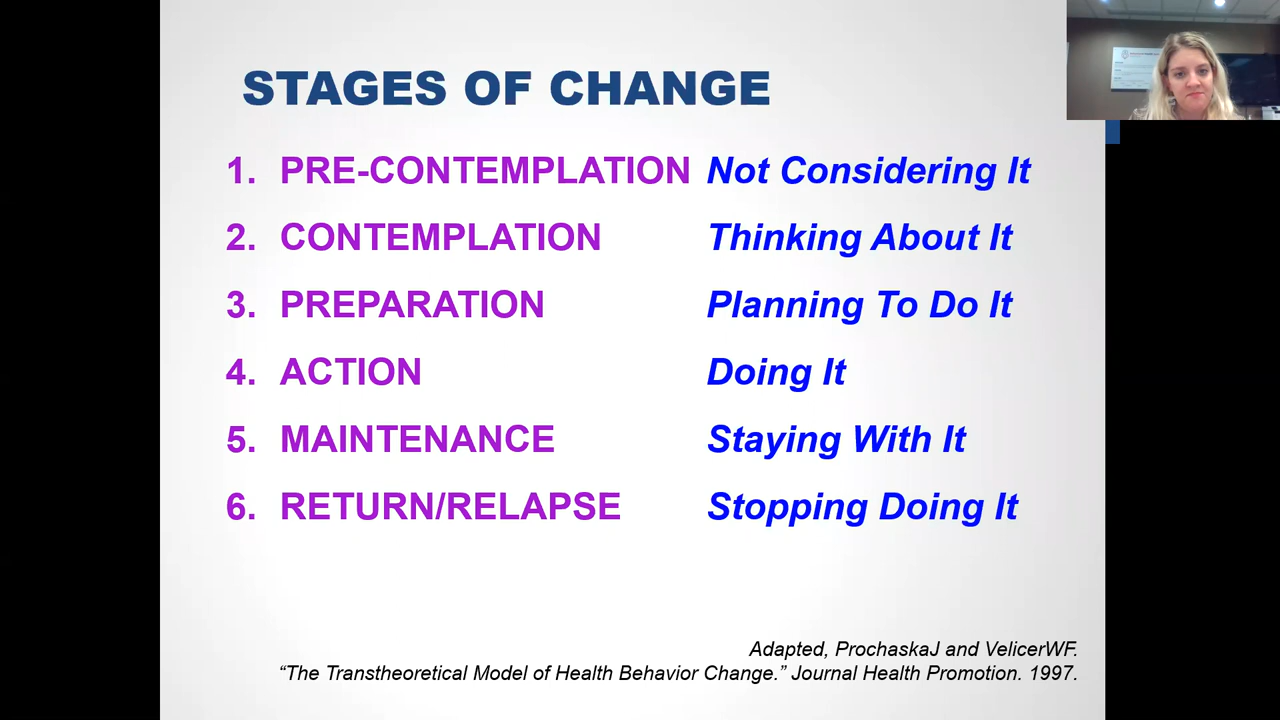 STAGES OF CHANGE
1. PRE-CONTEMPLATION Not Considering It
2. CONTEMPLATION Thinking About It
3. PREPARATION Planning To Do It
4. ACTION Doing It
5. MAINTENANCE Staying With It
6. RETURN/RELAPSE Stopping Doing It
Adapted, ProchaskaJ and VelicerWF.
“The Transtheoretical Model of Health Behavior Change.” Journal Health Promotion. 1997.